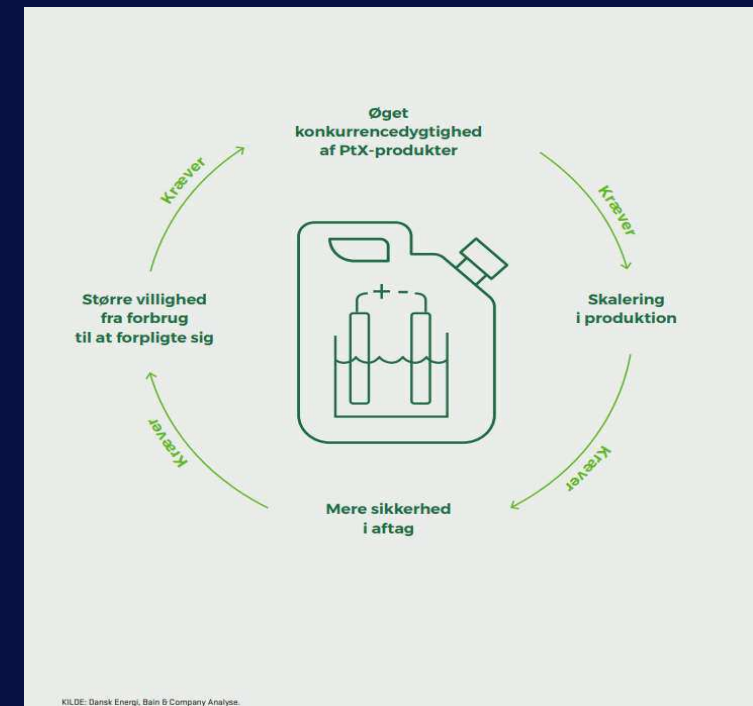 Øget
konkurrencedygtighed
af PtX-produkter
Kræver
Kræver
Større villighed
fra forbrug
til at forpligte sig
+ -
Skalering
i produktion
Kræver
Kræver
Mere sikkerhed
i aftag
KILDE: Dansk Energi, Bain & Company Analyse.